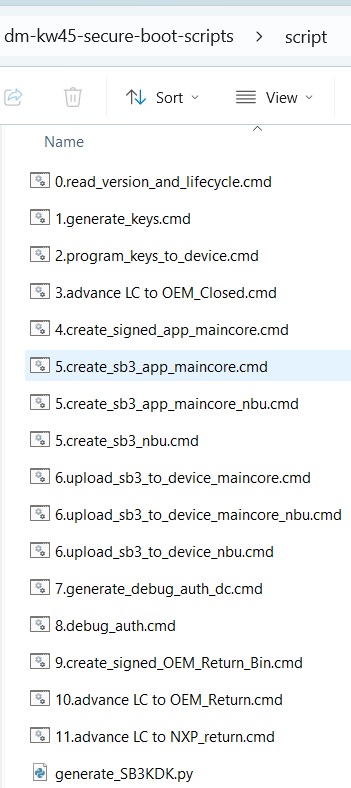 dm-kw45-secure-boot-scripts > script
Sort View
Name
0.read_version_and_lifecycle.cmd
1.generate_keys.cmd
2.program_keys_to_device.cmd
3.advance LC to OEM_Closed.cmd
4.create_signed_app_maincore.cmd
5.create_sb3_app_maincore.cmd
5.create_sb3_app_maincore_nbu.cmd
5.create_sb3_nbu.cmd
6.upload_sb3_to_device_maincore.cmd
6.upload_sb3_to_device_maincore_nbu.cmd
6.upload_sb3_to_device_nbu.cmd
7.generate_debug_auth_dc.cmd
8.debug_auth.cmd
9.create_signed_OEM_Return_Bin.cmd
10.advance LC to OEM_Return.cmd
11.advance LC to NXP_return.cmd
generate_SB3KDK.py